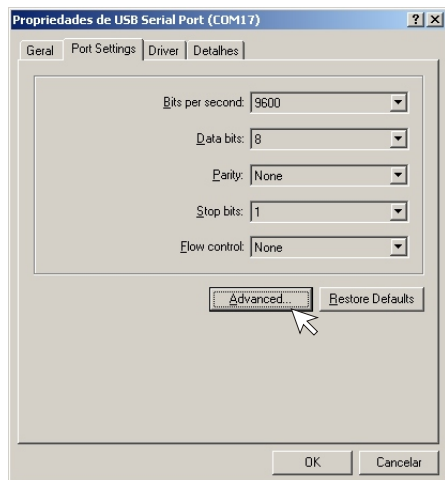 Propriedades de USB Serial Port (COM17)
Geral Port Settings Driver Detalhes
Bits per second: 9600
Data bits: 8
Parity: None
Stop bits: 1
Flow control: None
Advanced... Restore Defaults
OK Cancelar